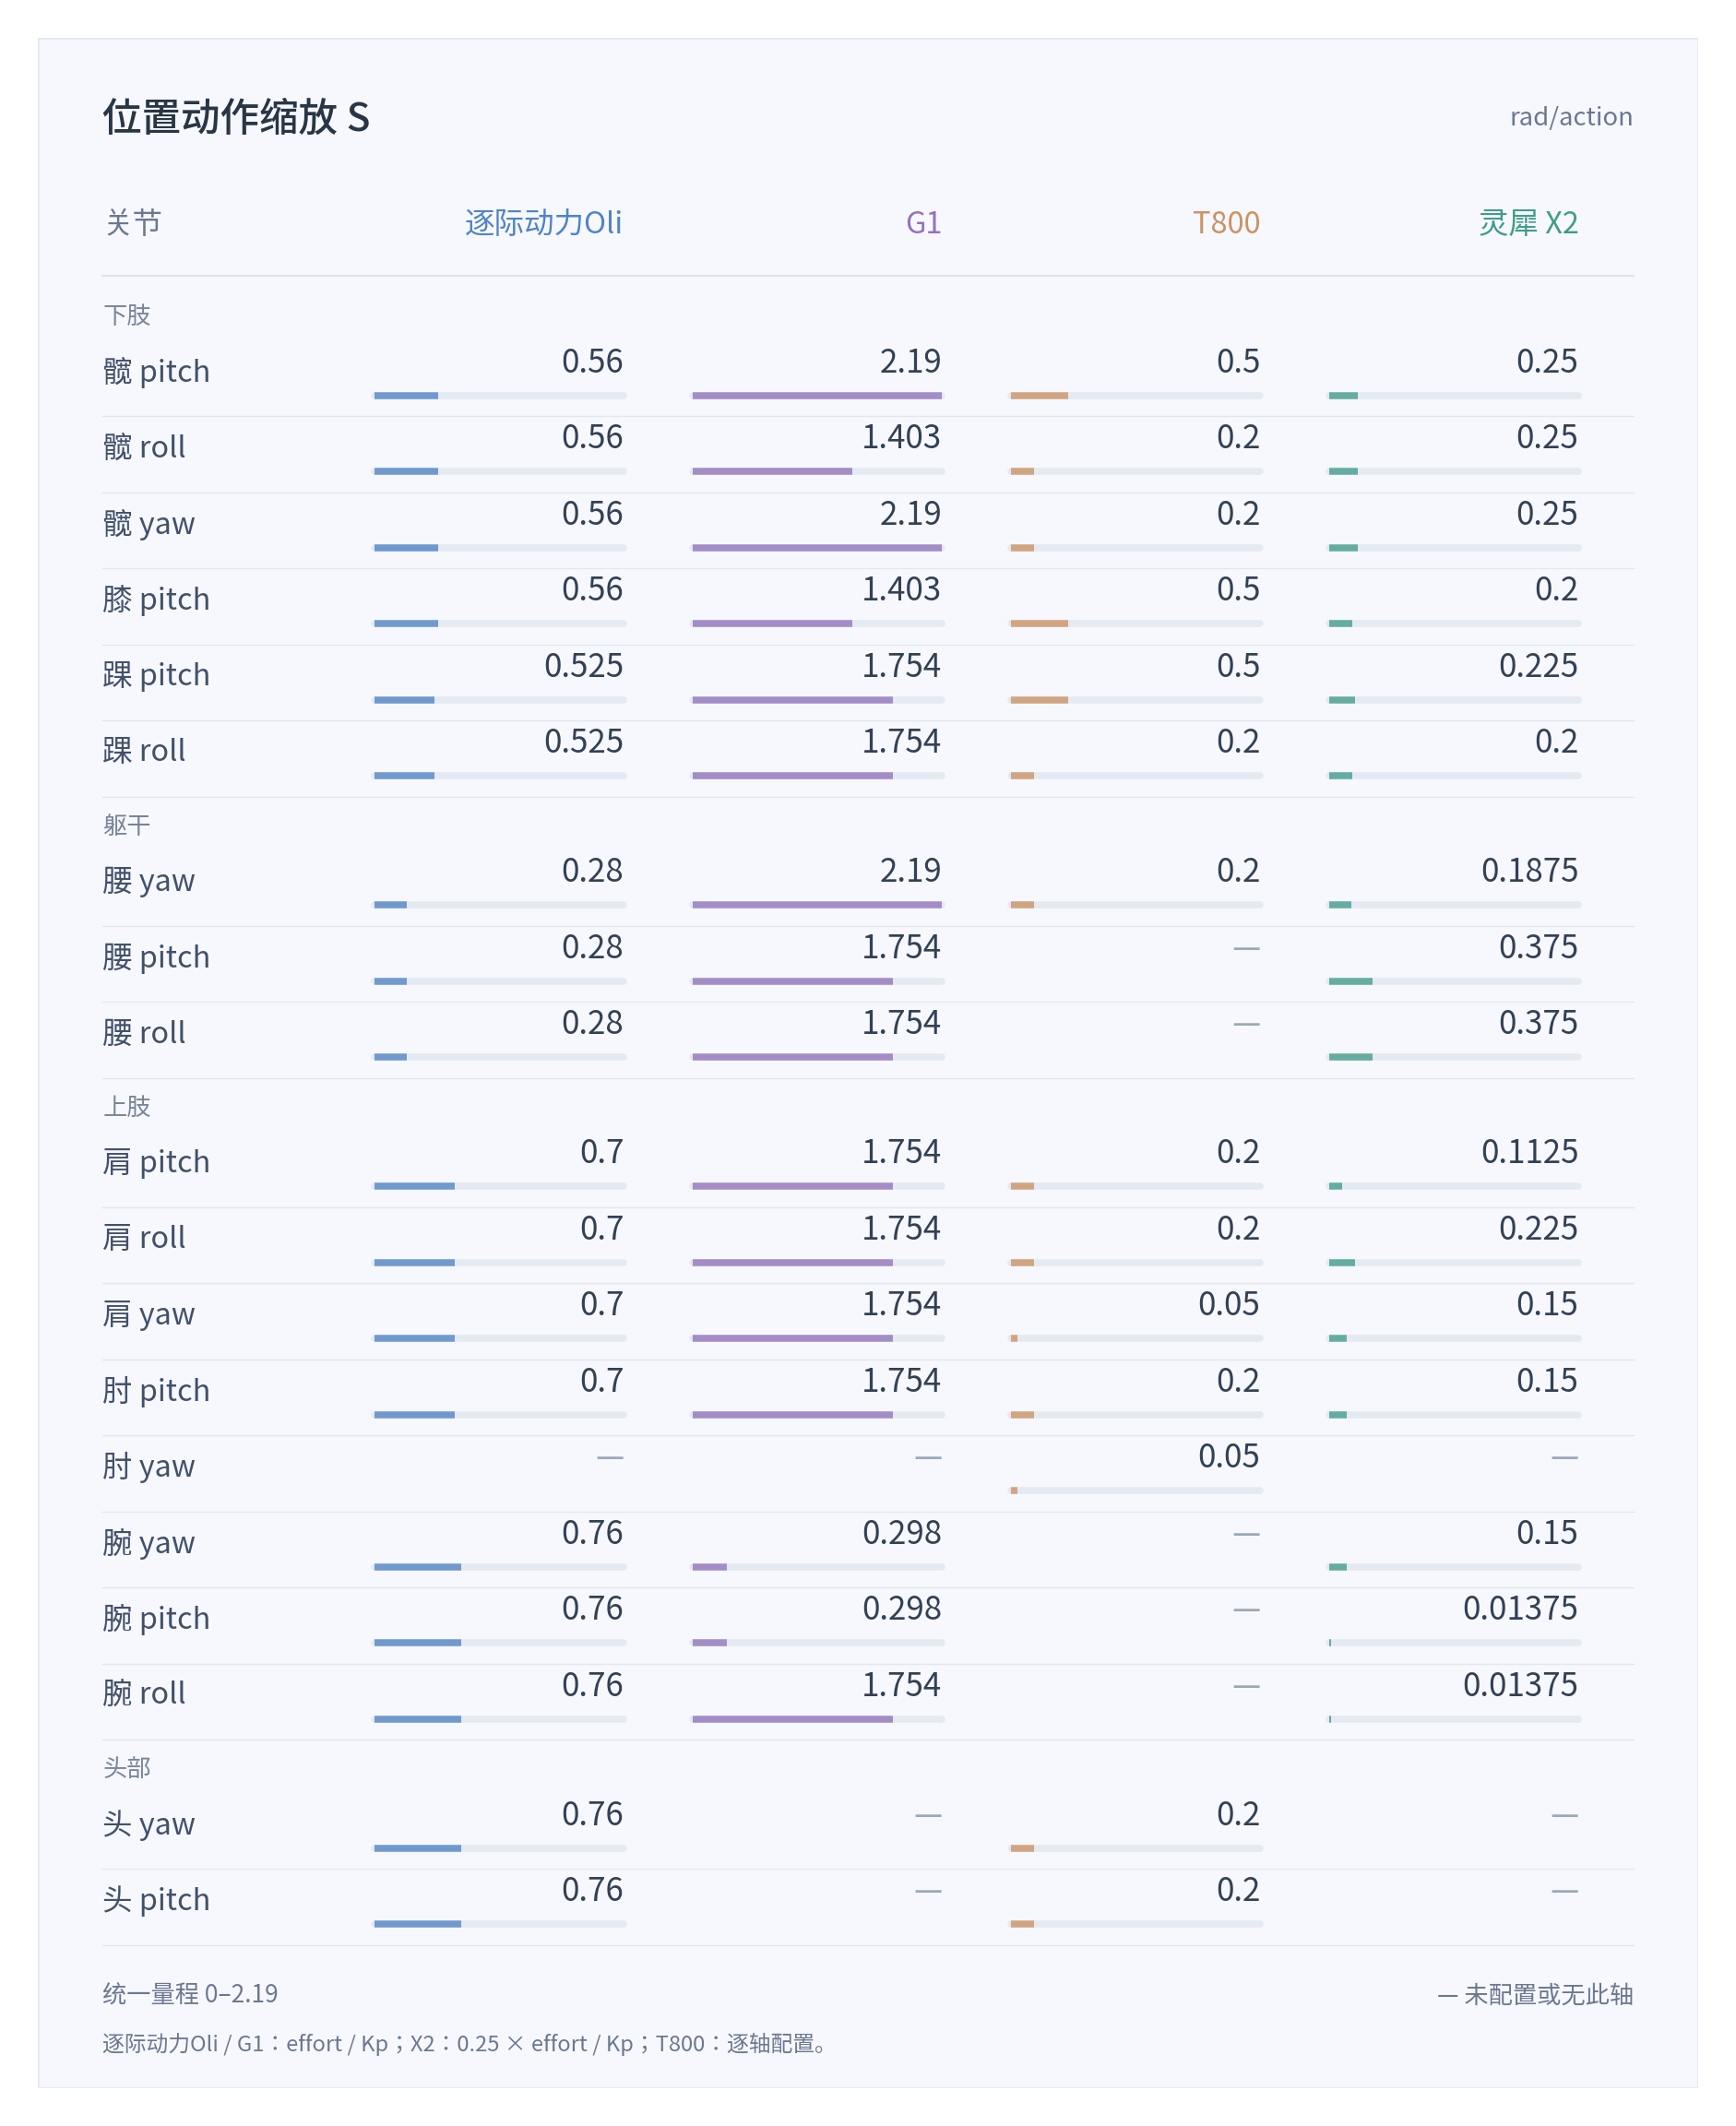 位置动作缩放 S rad/action
关节 逐际动力Oli G1 T800 灵犀 X2
下肢
髋 pitch 0.56 2.19 0.5 0.25
髋 roll 0.56 1.403 0.2 0.25
髋 yaw 0.56 2.19 0.2 0.25
膝 pitch 0.56 1.403 0.5 0.2
踝 pitch 0.525 1.754 0.5 0.225
踝 roll 0.525 1.754 0.2 0.2
躯干
腰 yaw 0.28 2.19 0.2 0.1875
腰 pitch 0.28 1.754 — 0.375
腰 roll 0.28 1.754 — 0.375
上肢
肩 pitch 0.7 1.754 0.2 0.1125
肩 roll 0.7 1.754 0.2 0.225
肩 yaw 0.7 1.754 0.05 0.15
肘 pitch 0.7 1.754 0.2 0.15
肘 yaw — — 0.05 —
腕 yaw 0.76 0.298 — 0.15
腕 pitch 0.76 0.298 — 0.01375
腕 roll 0.76 1.754 — 0.01375
头部
头 yaw 0.76 — 0.2 —
头 pitch 0.76 — 0.2 —
统一量程 0–2.19 — 未配置或无此轴
逐际动力Oli / G1：effort / Kp；X2：0.25 × effort / Kp；T800：逐轴配置。